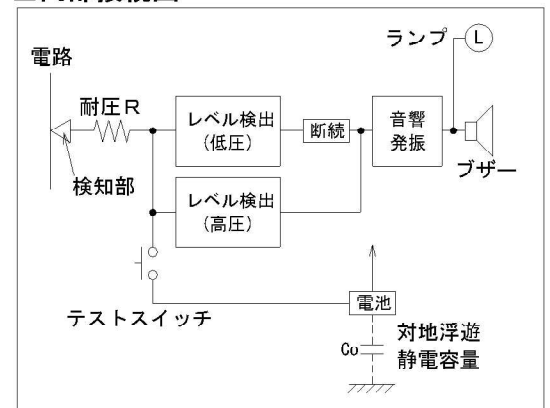 ランプ
L
電路
耐圧R
レベル検出
(低圧)
断続
音響
発振
ブザー
検知部
レベル検出
(高圧)
テストスイッチ
電池
Co
対地浮遊
静電容量